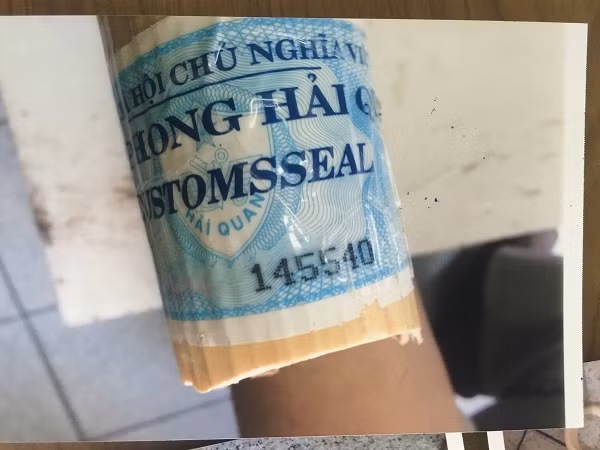 HỘI CHỦ NGHĨA
HONG HẢI
USTOMSSEAL
HẢI QUAN
145540